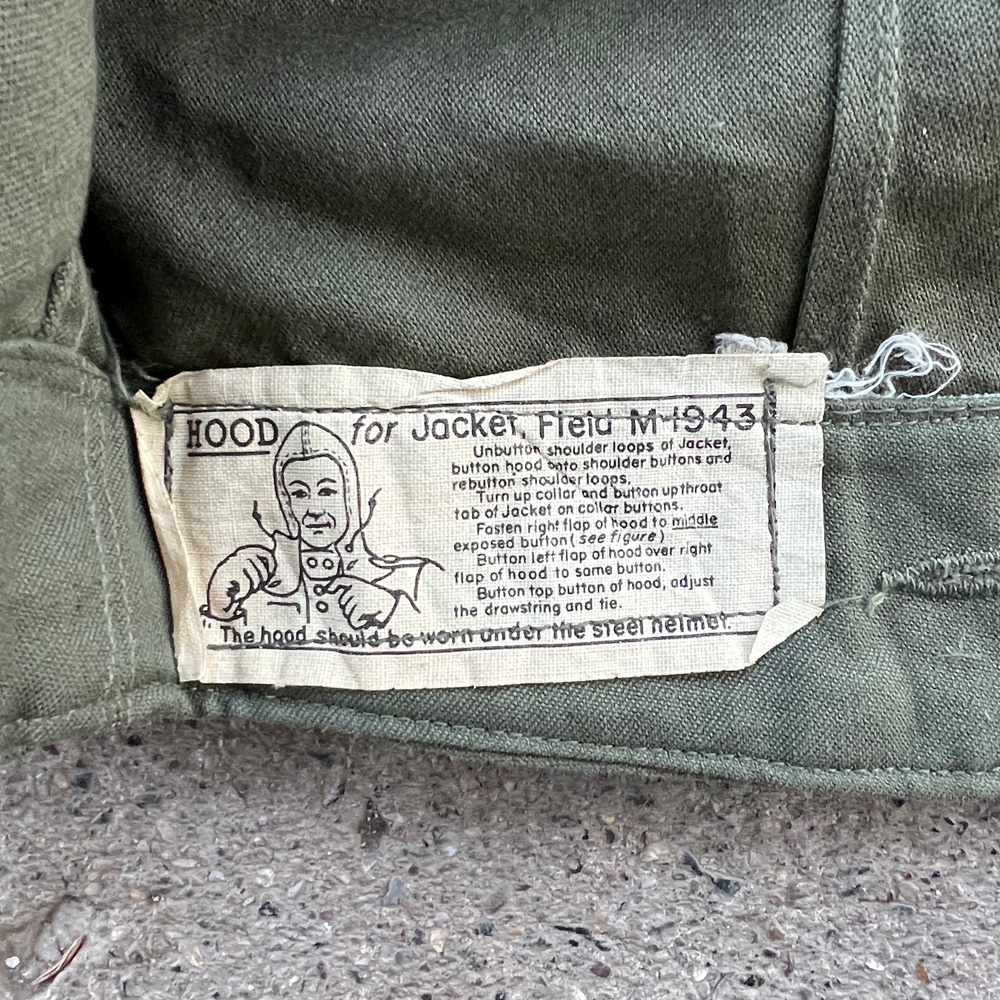 HOOD for Jacket, Field M-1943
Unbutton shoulder loops of Jacket,
button hood onto shoulder buttons and
rebutton shoulder loops.
Turn up collar and button up throat
tab of Jacket on collar buttons.
Fasten right flap of hood to middle
exposed button (see figure)
Button left flap of hood over right
flap of hood to same button.
Button top button of hood, adjust
the drawstring and tie.
The hood should be worn under the steel helmet.